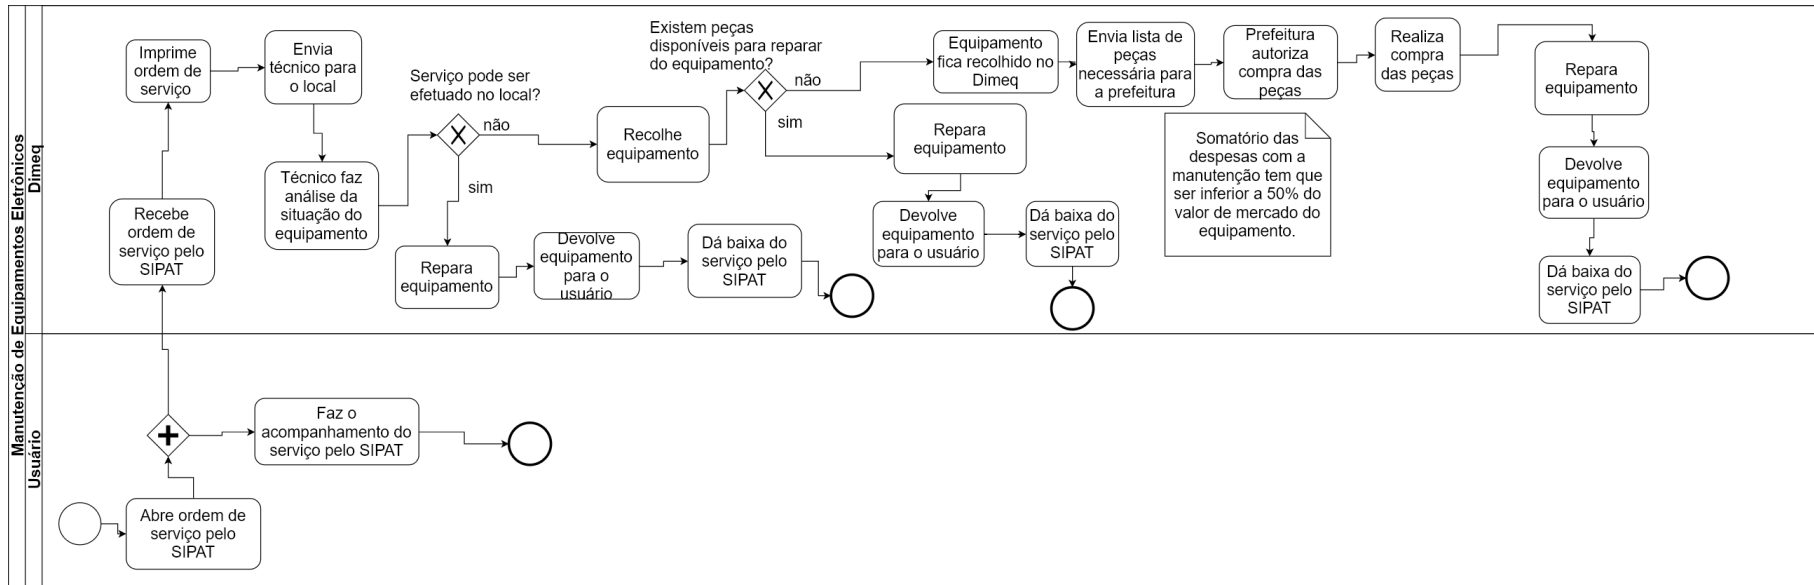 Manutenção de Equipamentos Eletrônicos
Dimeq
Usuário
Abre ordem de
serviço pelo
SIPAT
Faz o
acompanhamento do
serviço pelo SIPAT
Recebe
ordem de
serviço pelo
SIPAT
Imprime
ordem de
serviço
Envia
técnico para
o local
Técnico faz
análise da
situação do
equipamento
Serviço pode ser
efetuado no local?
não
sim
Repara
equipamento
Devolve
equipamento
para o
usuário
Dá baixa do
serviço pelo
SIPAT
Recolhe
equipamento
Existem peças
disponíveis para reparar
do equipamento?
não
sim
Repara
equipamento
Devolve
equipamento
para o usuário
Dá baixa do
serviço pelo
SIPAT
Equipamento
fica recolhido no
Dimeq
Envia lista de
peças
necessária para
a prefeitura
Prefeitura
autoriza
compra das
peças
Realiza
compra
das peças
Somatório das
despesas com a
manutenção tem que
ser inferior a 50% do
valor de mercado do
equipamento.
Repara
equipamento
Devolve
equipamento
para o usuário
Dá baixa do
serviço pelo
SIPAT